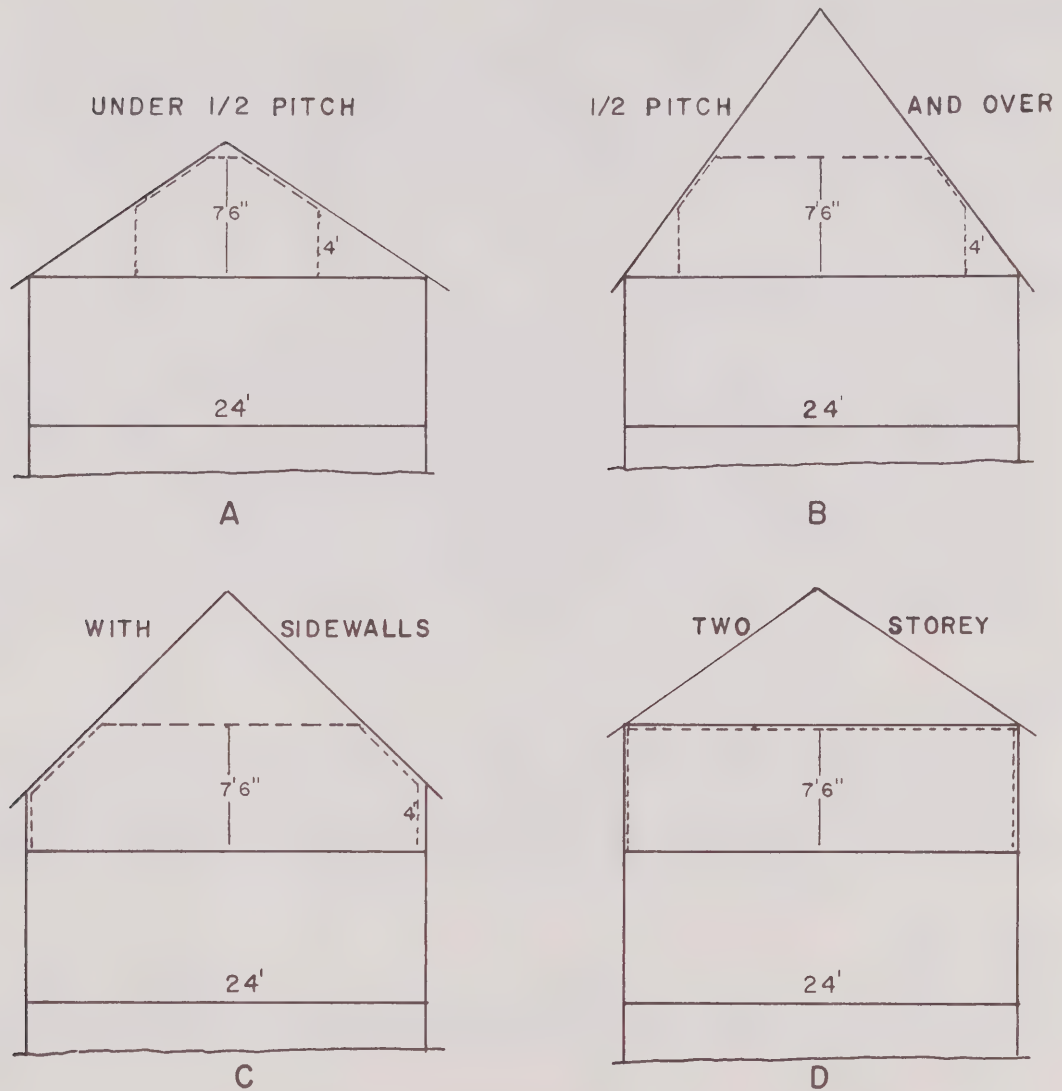 UNDER 1/2 PITCH
7'6"
4'
24'
A
1/2 PITCH AND OVER
7'6"
4'
24'
B
WITH SIDEWALLS
7'6"
4'
24'
C
TWO STOREY
7'6"
24'
D